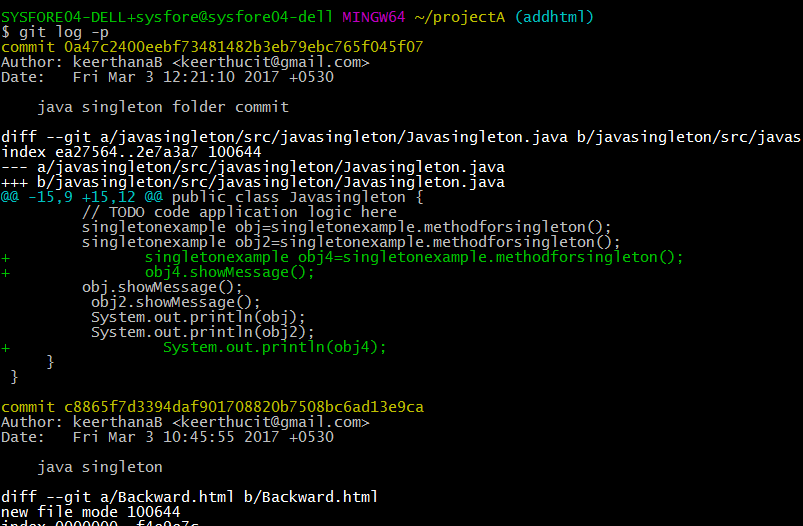 SYSFORE04-DELL+sysfore@sysfore04-dell MINGW64 ~/projectA (addhtml)
$ git log -p
commit 0a47c2400eebf73481482b3eb79ebc765f045f07
Author: keerthanaB <keerthucit@gmail.com>
Date:   Fri Mar 3 12:21:10 2017 +0530
    java singleton folder commit
diff --git a/javasingleton/src/javasingleton/Javasingleton.java b/javasingleton/src/javas
index ea27564..2e7a3a7 100644
--- a/javasingleton/src/javasingleton/Javasingleton.java
+++ b/javasingleton/src/javasingleton/Javasingleton.java
@@ -15,9 +15,12 @@ public class Javasingleton {
         // TODO code application logic here
         singletonexample obj=singletonexample.methodforsingleton();
         singletonexample obj2=singletonexample.methodforsingleton();
+               singletonexample obj4=singletonexample.methodforsingleton();
+               obj4.showMessage();
         obj.showMessage();
          obj2.showMessage();
          System.out.println(obj);
          System.out.println(obj2);
+                 System.out.println(obj4);
     }
 }
commit c8865f7d3394daf901708820b7508bc6ad13e9ca
Author: keerthanaB <keerthucit@gmail.com>
Date:   Fri Mar 3 10:45:55 2017 +0530
    java singleton
diff --git a/Backward.html b/Backward.html
new file mode 100644
index 0000000